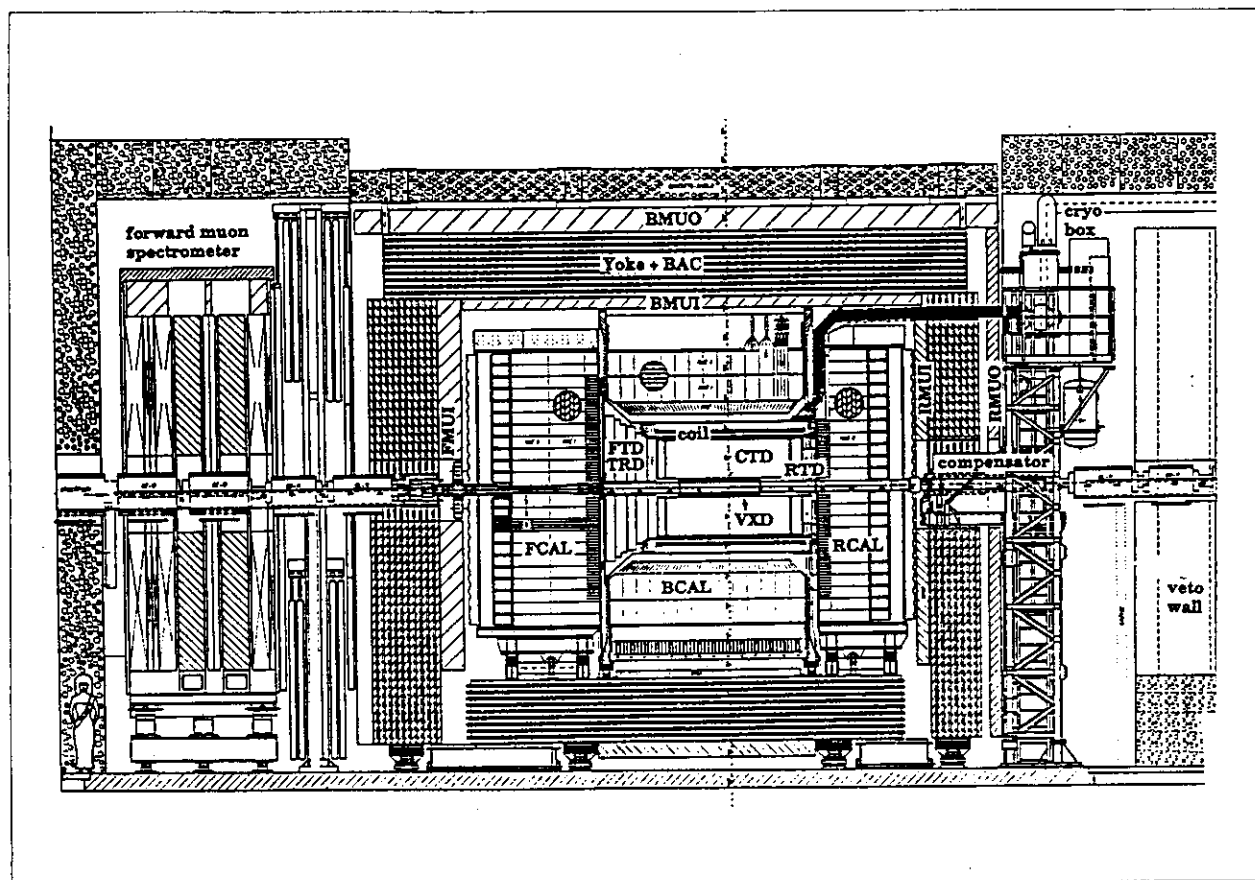 BMUO
cryo
box
forward muon
spectrometer
Yoke + BAC
BMUI
FMUI
RMUI
RMUO
coil
FTD
TRD
CTD
RTD
compensator
VXD
FCAL
RCAL
BCAL
veto
wall